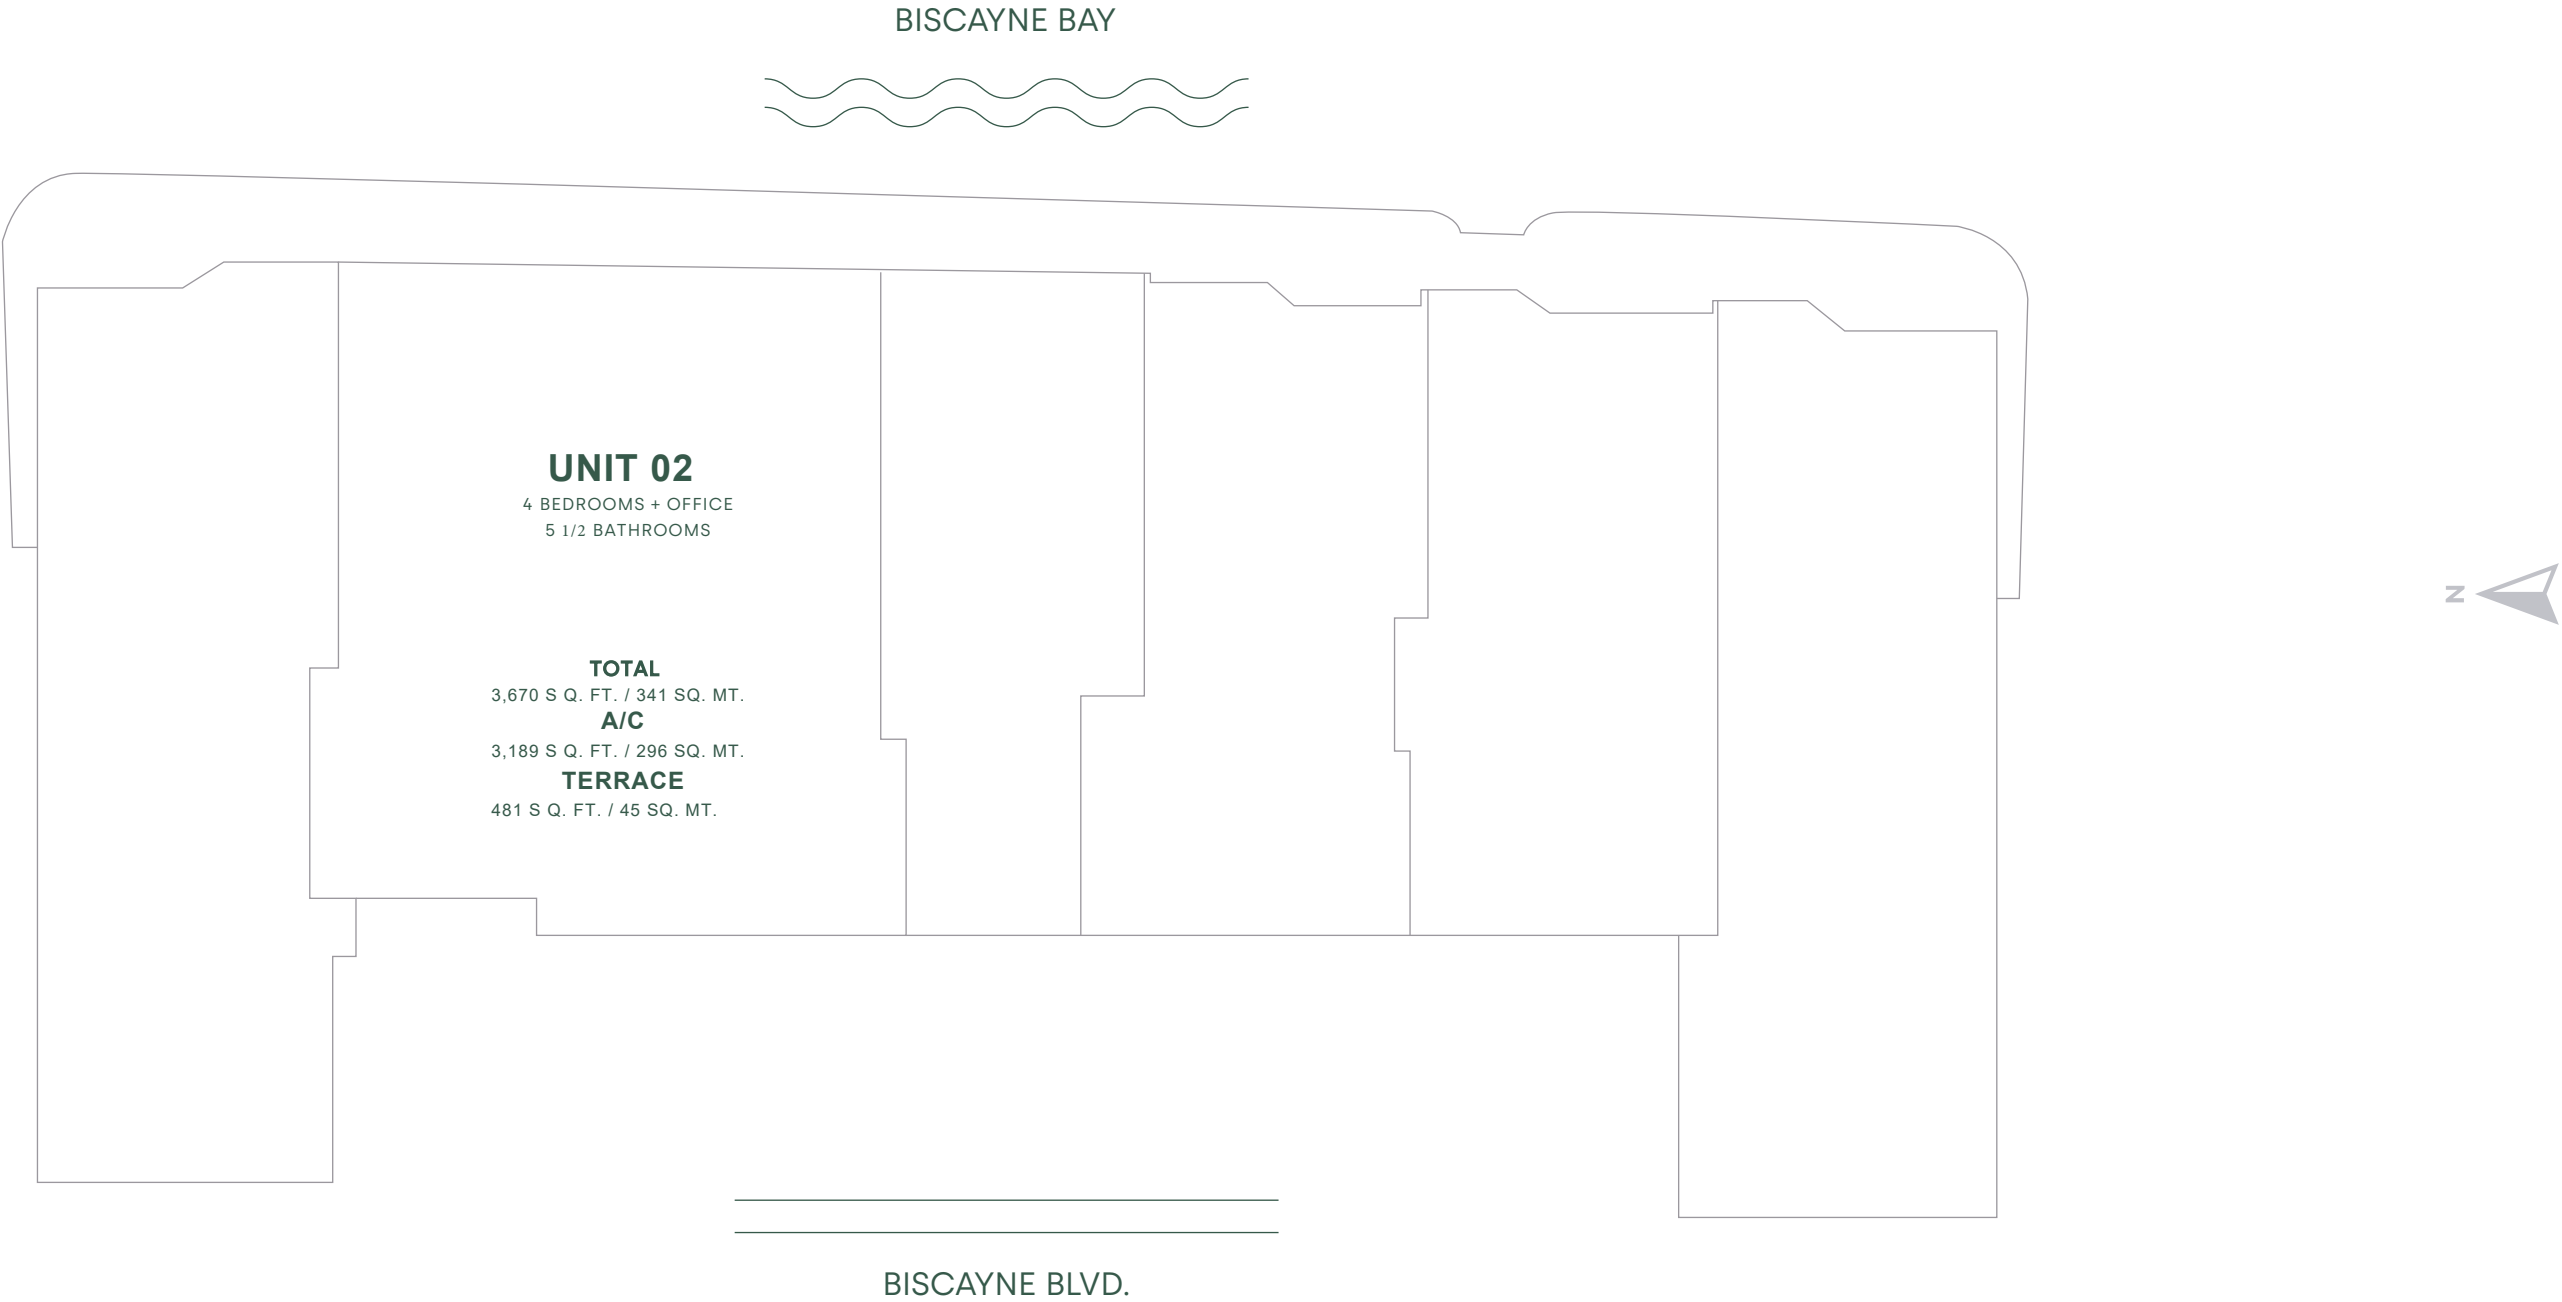 BISCAYNE BAY
UNIT 02
4 BEDROOMS + OFFICE
5 1/2 BATHROOMS
N
TOTAL
3,670 S Q. FT. / 341 SQ. MT.
A/C
3,189 S Q. FT. / 296 SQ. MT.
TERRACE
481 S Q. FT. / 45 SQ. MT.
BISCAYNE BLVD.